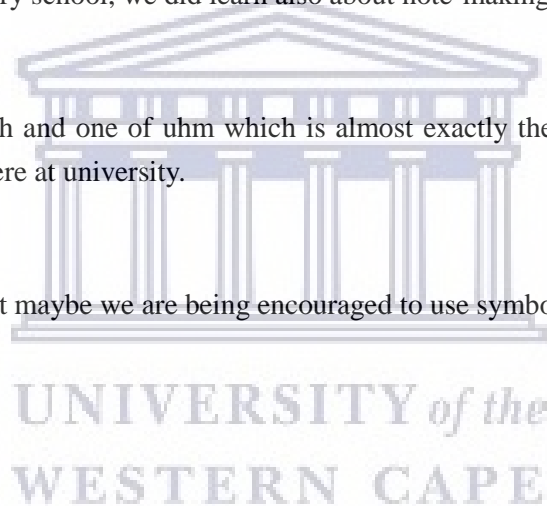 ry school, we did learn also about note-making
h and one of uhm which is almost exactly the
ere at university.
t maybe we are being encouraged to use symbo
UNIVERSITY of the
WESTERN CAPE